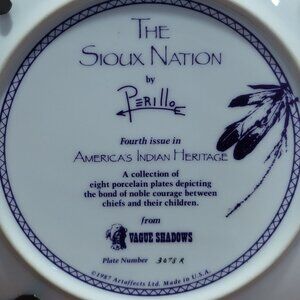 THE
SIOUX NATION
by
PERILLO
Fourth issue in
AMERICA'S INDIAN HERITAGE
A collection of
eight porcelain plates depicting
the bond of noble courage between
chiefs and their children.
from
VAGUE SHADOWS
Plate Number
©1987 Artaffects Ltd. Made in U.S.A.